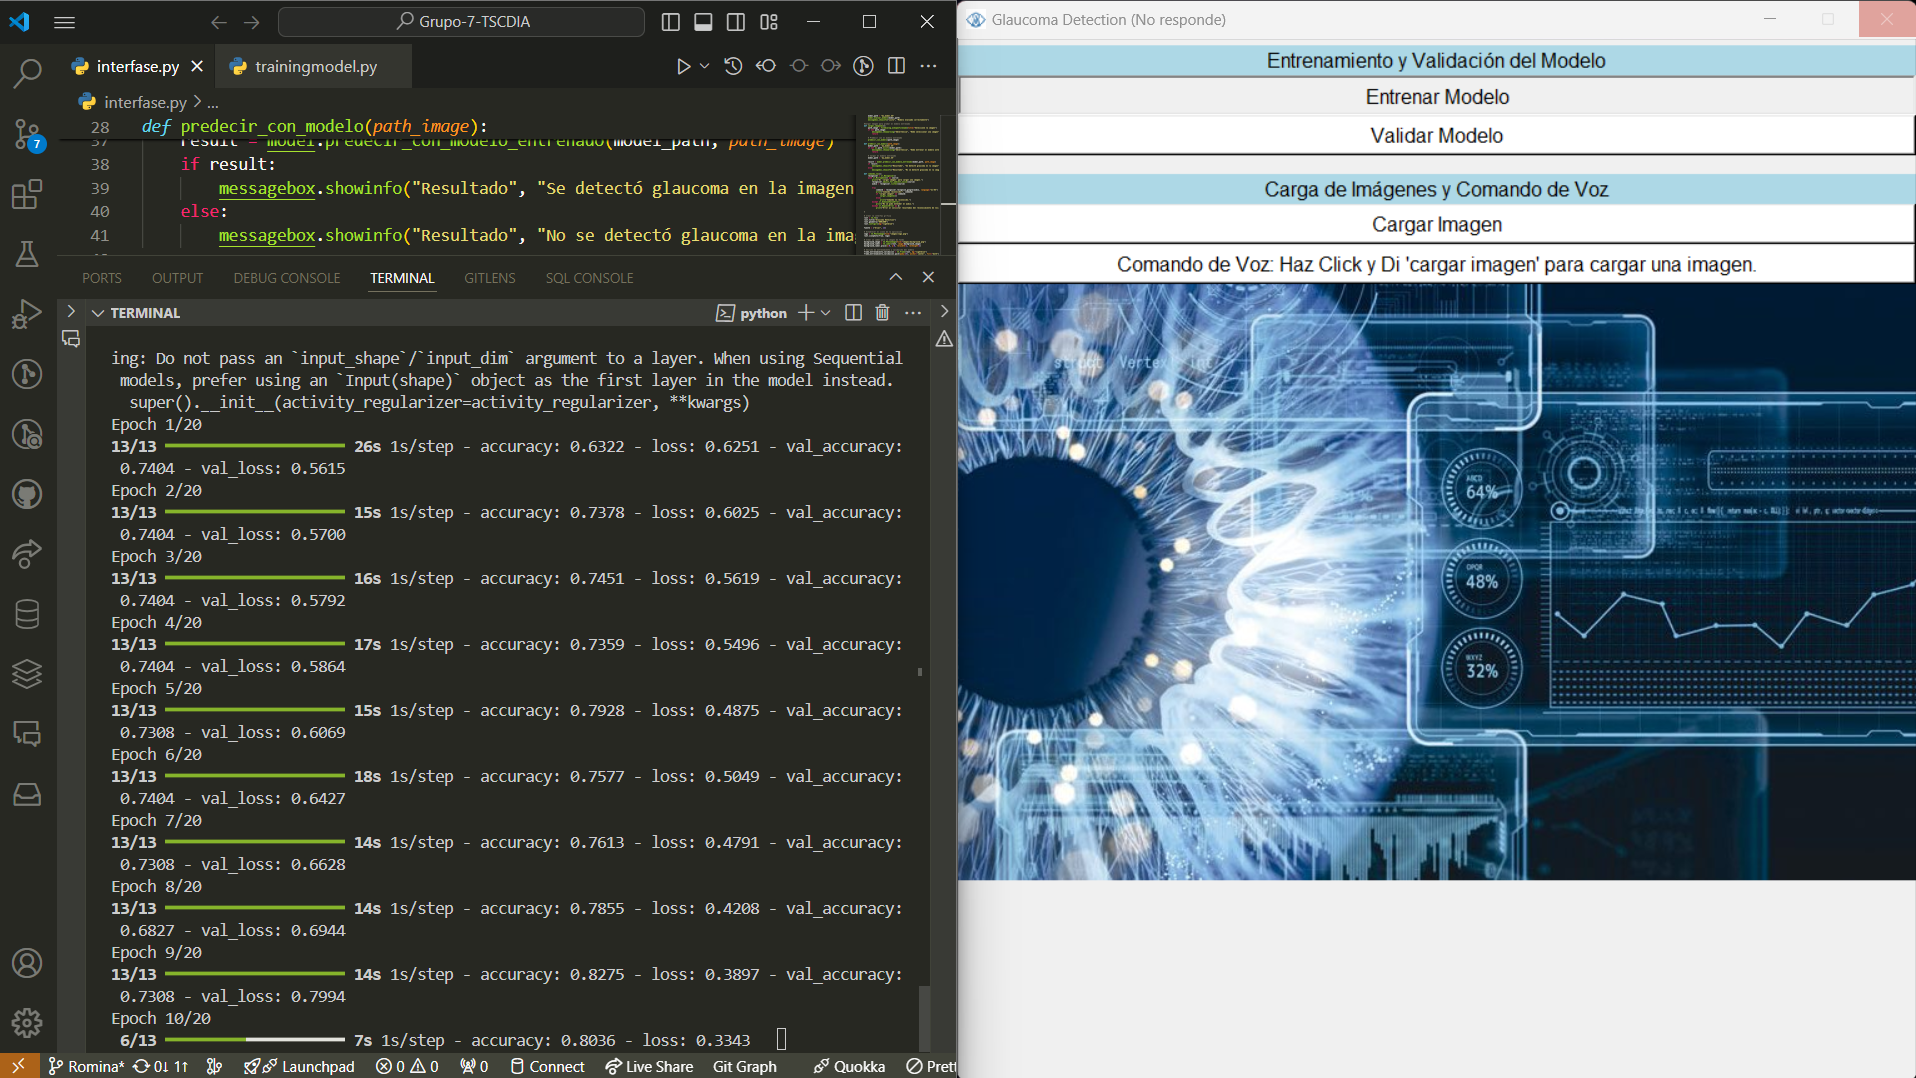 Grupo-7-TSCDIA
interfase.py
trainingmodel.py
interfase.py > ...
28 def predecir_con_modelo(path_image):
37 result = model.predecir_con_modelo_entrenado(model_path, path_image)
38 if result:
39 messagebox.showinfo("Resultado", "Se detectó glaucoma en la imagen
40 else:
41 messagebox.showinfo("Resultado", "No se detectó glaucoma en la ima
PORTS OUTPUT DEBUG CONSOLE TERMINAL GITLENS SQL CONSOLE
TERMINAL
python
ing: Do not pass an `input_shape`/`input_dim` argument to a layer. When using Sequential
models, prefer using an `Input(shape)` object as the first layer in the model instead.
super().__init__(activity_regularizer=activity_regularizer, **kwargs)
Epoch 1/20
13/13 26s 1s/step - accuracy: 0.6322 - loss: 0.6251 - val_accuracy:
0.7404 - val_loss: 0.5615
Epoch 2/20
13/13 15s 1s/step - accuracy: 0.7378 - loss: 0.6025 - val_accuracy:
0.7404 - val_loss: 0.5700
Epoch 3/20
13/13 16s 1s/step - accuracy: 0.7451 - loss: 0.5619 - val_accuracy:
0.7404 - val_loss: 0.5792
Epoch 4/20
13/13 17s 1s/step - accuracy: 0.7359 - loss: 0.5496 - val_accuracy:
0.7404 - val_loss: 0.5864
Epoch 5/20
13/13 15s 1s/step - accuracy: 0.7928 - loss: 0.4875 - val_accuracy:
0.7308 - val_loss: 0.6069
Epoch 6/20
13/13 18s 1s/step - accuracy: 0.7577 - loss: 0.5049 - val_accuracy:
0.7404 - val_loss: 0.6427
Epoch 7/20
13/13 14s 1s/step - accuracy: 0.7613 - loss: 0.4791 - val_accuracy:
0.7308 - val_loss: 0.6628
Epoch 8/20
13/13 14s 1s/step - accuracy: 0.7855 - loss: 0.4208 - val_accuracy:
0.6827 - val_loss: 0.6944
Epoch 9/20
13/13 14s 1s/step - accuracy: 0.8275 - loss: 0.3897 - val_accuracy:
0.7308 - val_loss: 0.7994
Epoch 10/20
6/13 7s 1s/step - accuracy: 0.8036 - loss: 0.3343
7
Romina* 0↓ 1↑ Launchpad 0 0 0 Connect Live Share Git Graph Quokka Prett
Glaucoma Detection (No responde)
Entrenamiento y Validación del Modelo
Entrenar Modelo
Validar Modelo
Carga de Imágenes y Comando de Voz
Cargar Imagen
Comando de Voz: Haz Click y Di 'cargar imagen' para cargar una imagen.
struct Vertex int
ABCD
64%
OPQR
48%
WXYZ
32%